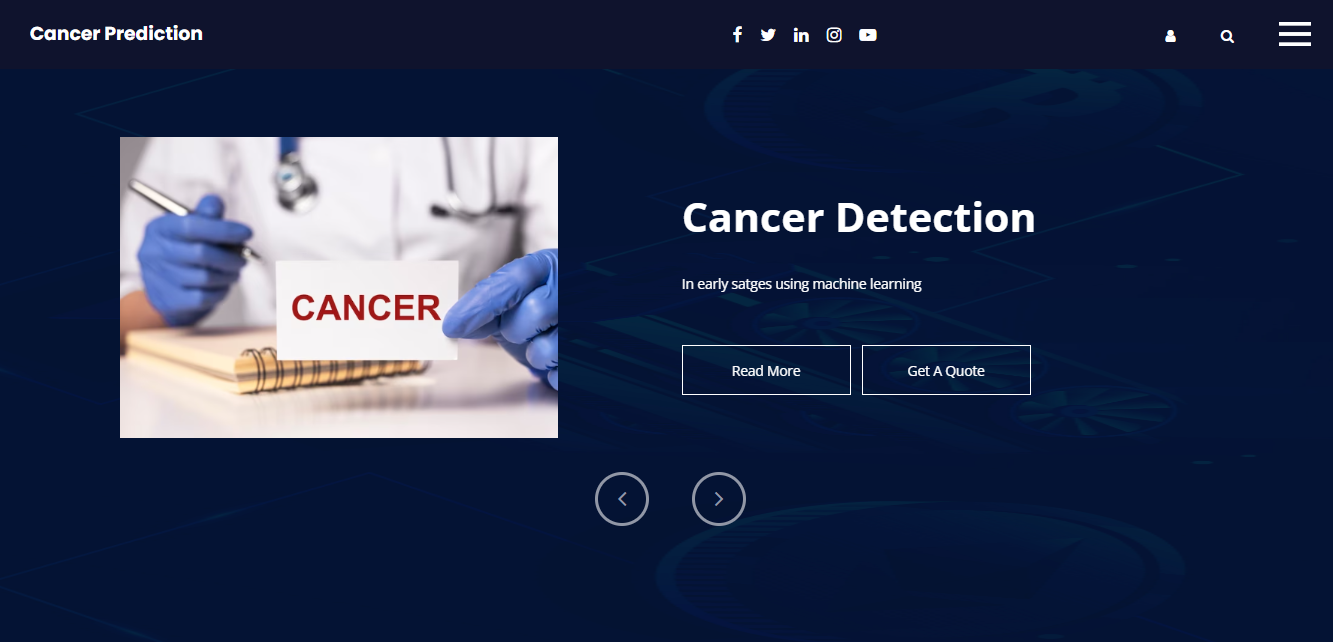 Cancer Prediction
CANCER
Cancer Detection
In early satges using machine learning
Read More
Get A Quote